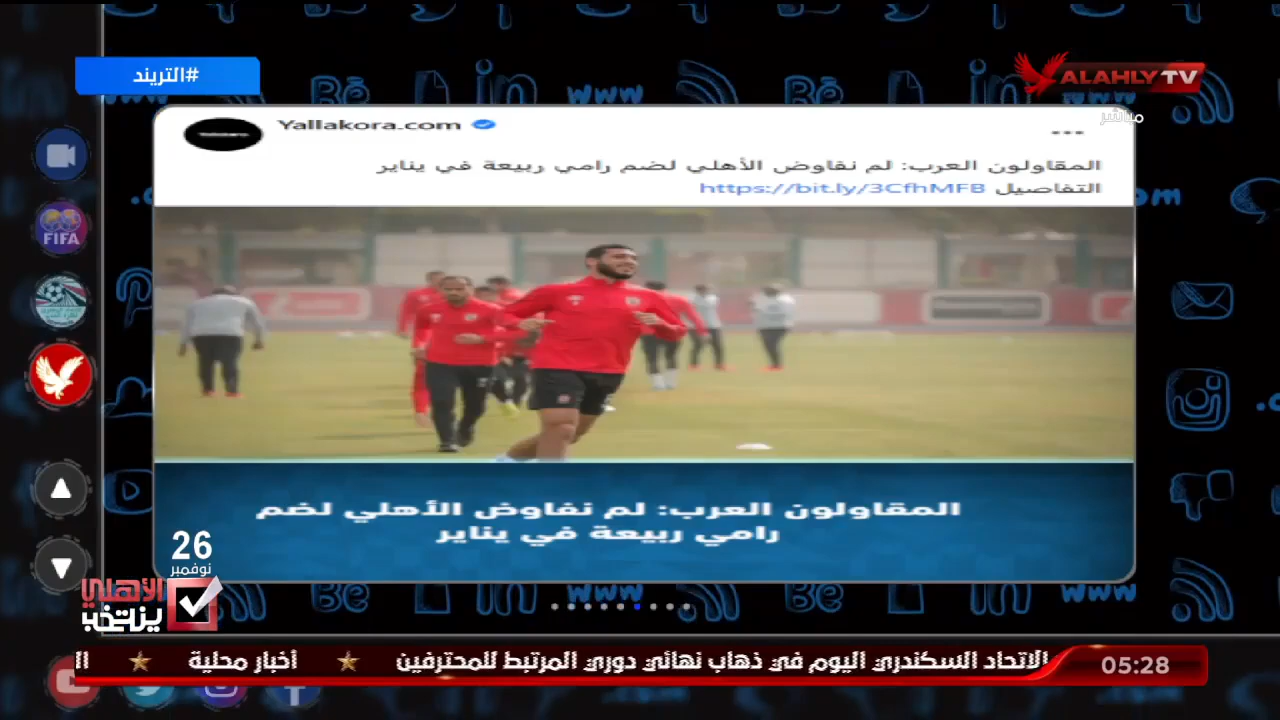 #التريند
ALAHLY TV
مباشر
Yallakora.com
المقاولون العرب: لم نفاوض الأهلي لضم رامي ربيعة في يناير
التفاصيل https://bit.ly/3CfhMFB
FIFA
المقاولون العرب: لم نفاوض الأهلي لضم
رامي ربيعة في يناير
26
نوفمبر
الأهلي
ينتخب
الاتحاد السكندري اليوم في ذهاب نهائي دوري المرتبط للمحترفين ★ أخبار محلية ★
05:28